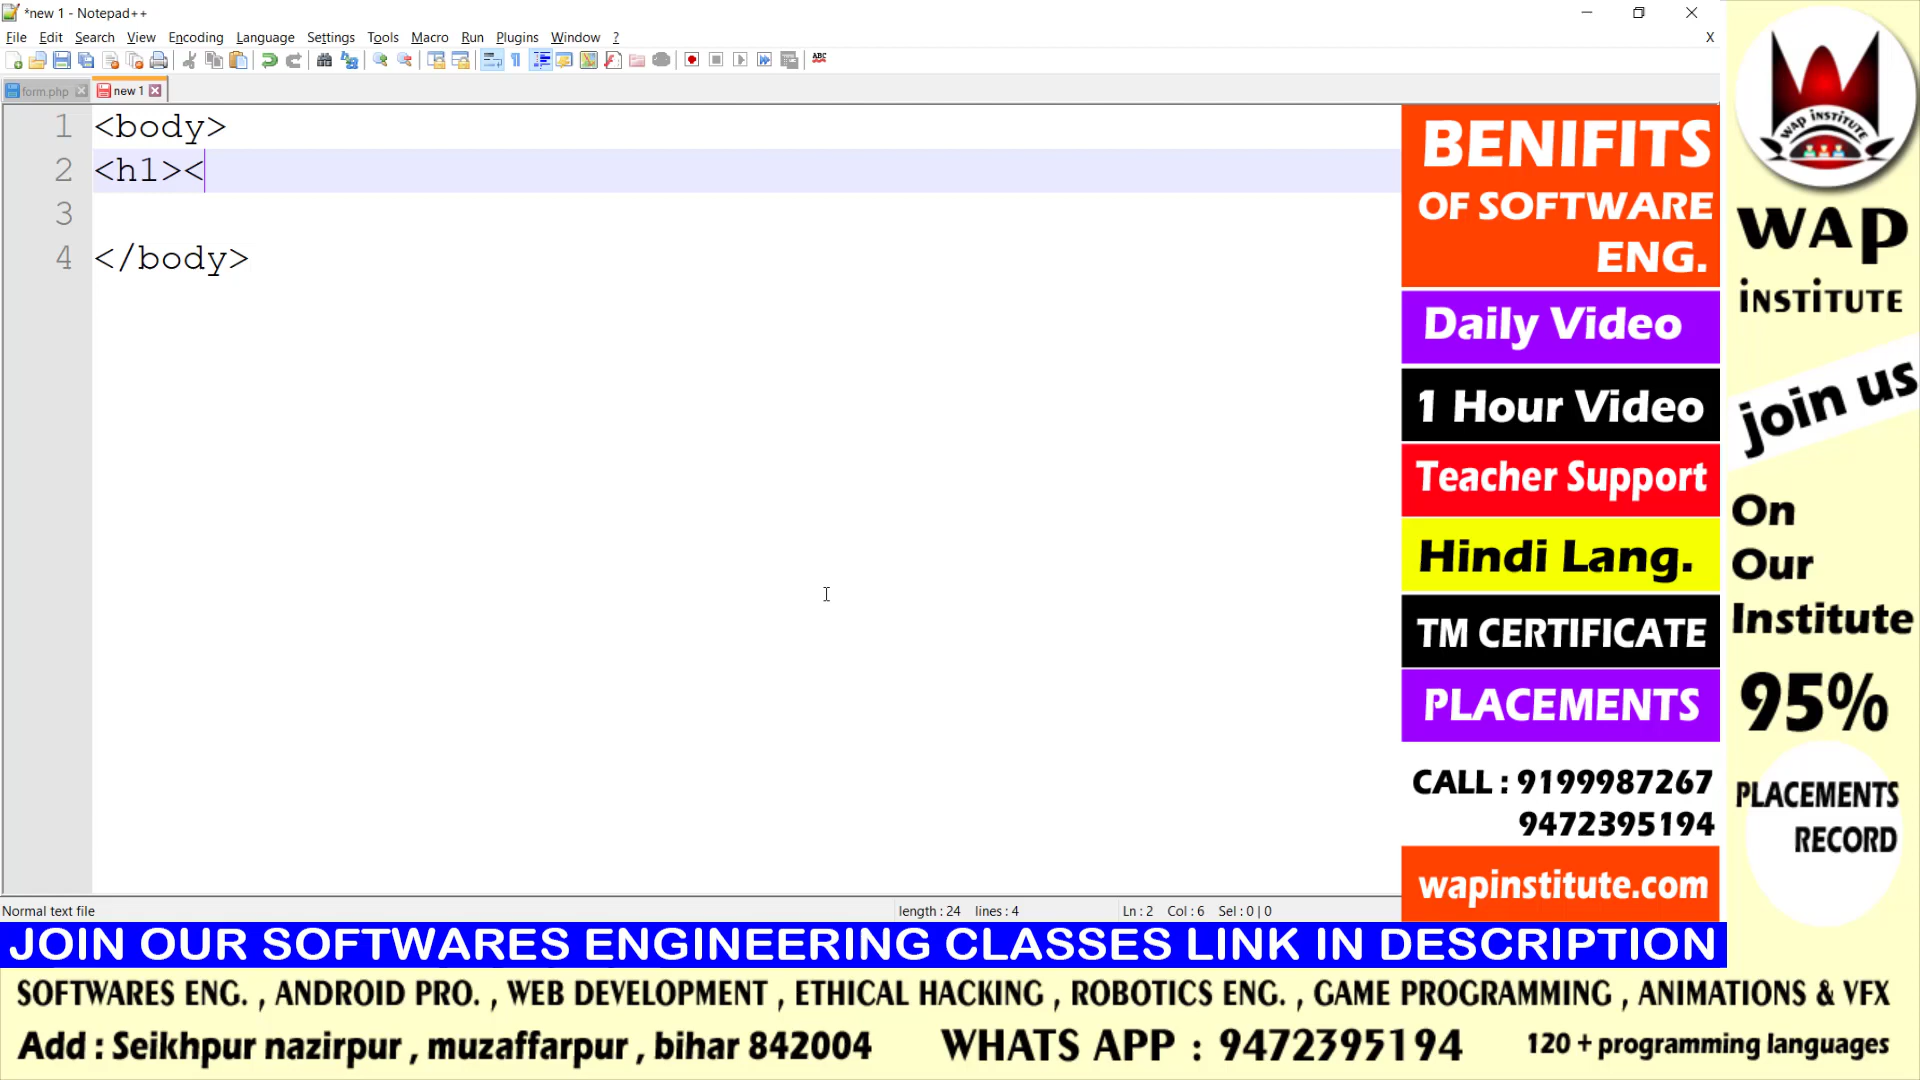 *new 1 - Notepad++
File Edit Search View Encoding Language Settings Tools Macro Run Plugins Window ?
X
ABC
form.php new 1
1 <body>
2 <h1><
3
4 </body>
Normal text file length : 24 lines : 4 Ln : 2 Col : 6 Sel : 0 | 0
BENIFITS
OF SOFTWARE
ENG.
Daily Video
1 Hour Video
Teacher Support
Hindi Lang.
TM CERTIFICATE
PLACEMENTS
CALL : 9199987267
9472395194
wapinstitute.com
WAP INSTITUTE
WAP
INSTITUTE
join us
On
Our
Institute
95%
PLACEMENTS
RECORD
JOIN OUR SOFTWARES ENGINEERING CLASSES LINK IN DESCRIPTION
SOFTWARES ENG. , ANDROID PRO. , WEB DEVELOPMENT , ETHICAL HACKING , ROBOTICS ENG. , GAME PROGRAMMING , ANIMATIONS & VFX
Add : Seikhpur nazirpur , muzaffarpur , bihar 842004 WHATS APP : 9472395194 120 + programming languages